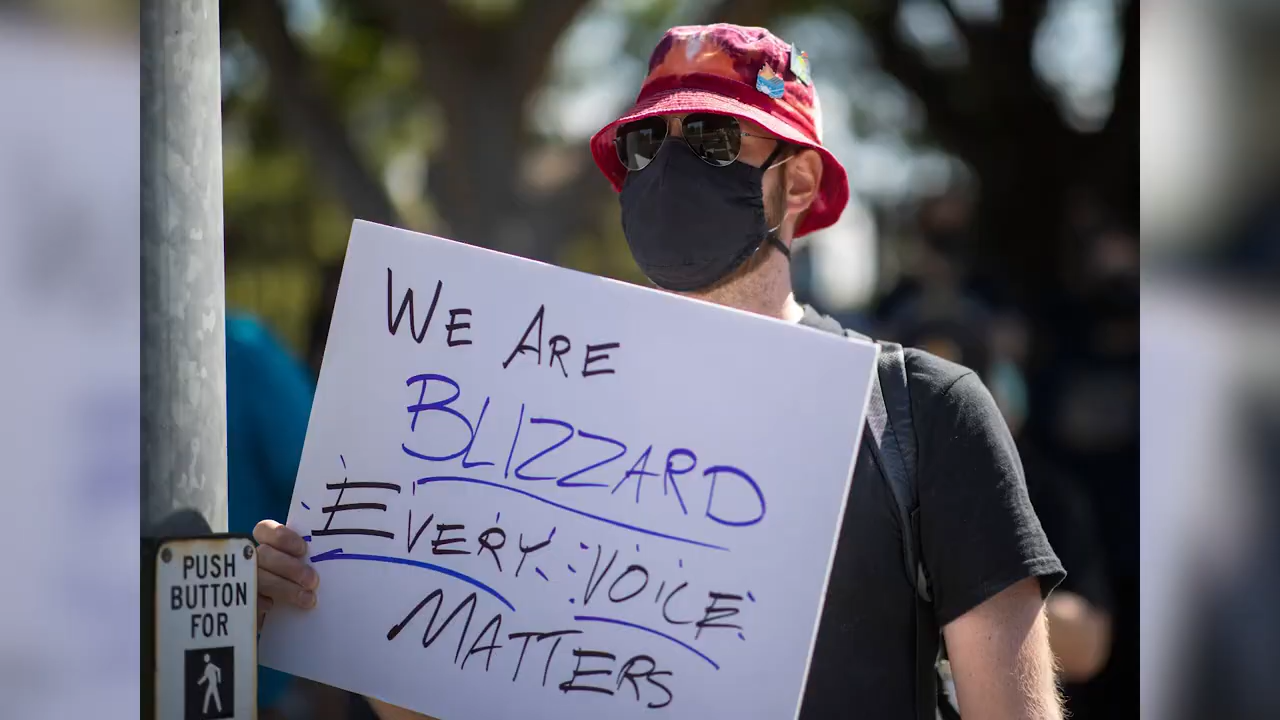 WE ARE
BLIZZARD
EVERY VOICE
MATTERS
PUSH
BUTTON
FOR